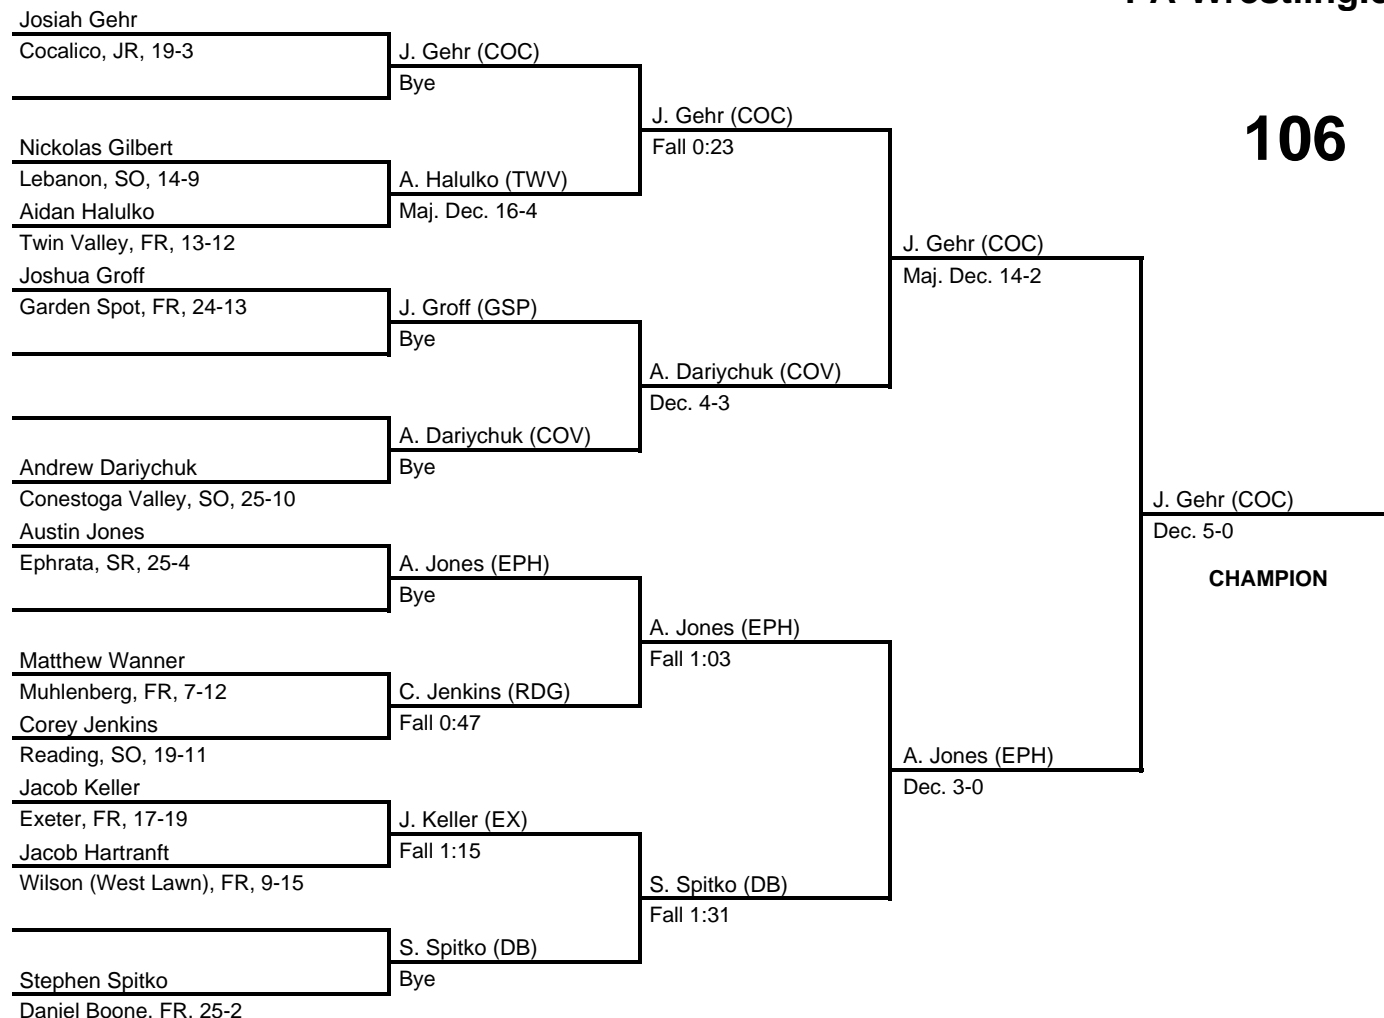 Josiah Gehr
Cocalico, JR, 19-3
J. Gehr (COC)
Bye
J. Gehr (COC)
Fall 0:23
106
Nickolas Gilbert
Lebanon, SO, 14-9
A. Halulko (TWV)
Aidan Halulko
Maj. Dec. 16-4
Twin Valley, FR, 13-12
J. Gehr (COC)
Maj. Dec. 14-2
Joshua Groff
Garden Spot, FR, 24-13
J. Groff (GSP)
Bye
A. Dariychuk (COV)
Dec. 4-3
A. Dariychuk (COV)
Bye
Andrew Dariychuk
Conestoga Valley, SO, 25-10
J. Gehr (COC)
Dec. 5-0
CHAMPION
Austin Jones
Ephrata, SR, 25-4
A. Jones (EPH)
Bye
A. Jones (EPH)
Fall 1:03
Matthew Wanner
Muhlenberg, FR, 7-12
C. Jenkins (RDG)
Corey Jenkins
Fall 0:47
Reading, SO, 19-11
A. Jones (EPH)
Dec. 3-0
Jacob Keller
Exeter, FR, 17-19
J. Keller (EX)
Jacob Hartranft
Fall 1:15
Wilson (West Lawn), FR, 9-15
S. Spitko (DB)
Fall 1:31
S. Spitko (DB)
Bye
Stephen Spitko
Daniel Boone, FR, 25-2